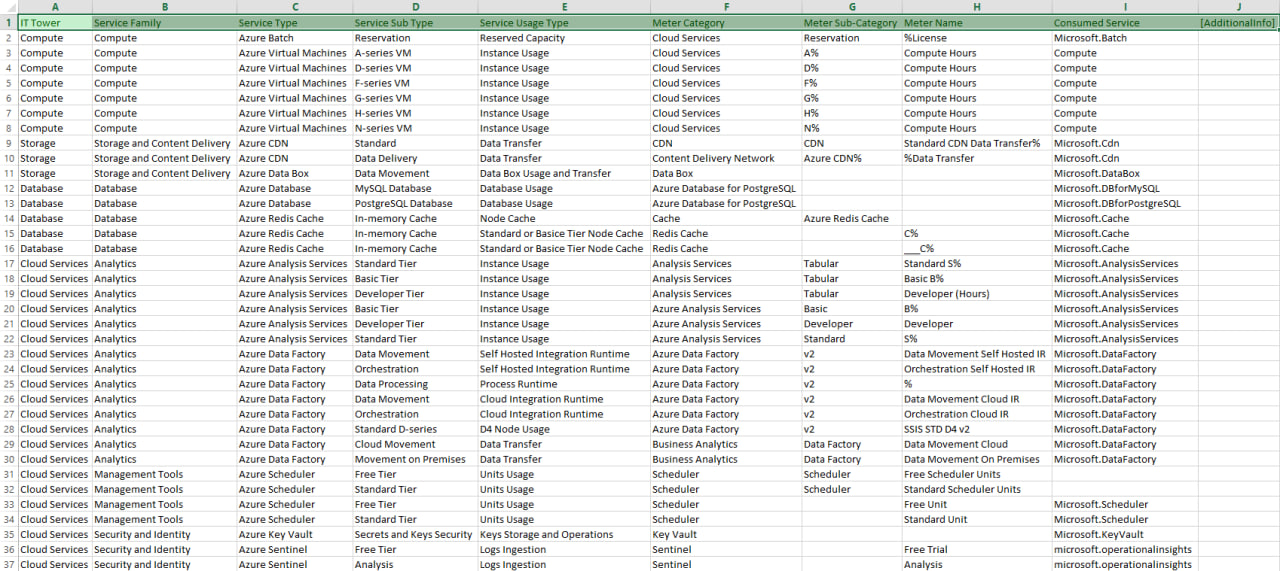 A B C D E F G H I J
1 IT Tower Service Family Service Type Service Sub Type Service Usage Type Meter Category Meter Sub-Category Meter Name Consumed Service [AdditionalInfo]
2 Compute Compute Azure Batch Reservation Reserved Capacity Cloud Services Reservation %License Microsoft.Batch
3 Compute Compute Azure Virtual Machines A-series VM Instance Usage Cloud Services A% Compute Hours Compute
4 Compute Compute Azure Virtual Machines D-series VM Instance Usage Cloud Services D% Compute Hours Compute
5 Compute Compute Azure Virtual Machines F-series VM Instance Usage Cloud Services F% Compute Hours Compute
6 Compute Compute Azure Virtual Machines G-series VM Instance Usage Cloud Services G% Compute Hours Compute
7 Compute Compute Azure Virtual Machines H-series VM Instance Usage Cloud Services H% Compute Hours Compute
8 Compute Compute Azure Virtual Machines N-series VM Instance Usage Cloud Services N% Compute Hours Compute
9 Storage Storage and Content Delivery Azure CDN Standard Data Transfer CDN CDN Standard CDN Data Transfer% Microsoft.Cdn
10 Storage Storage and Content Delivery Azure CDN Data Delivery Data Transfer Content Delivery Network Azure CDN% %Data Transfer Microsoft.Cdn
11 Storage Storage and Content Delivery Azure Data Box Data Movement Data Box Usage and Transfer Data Box Microsoft.DataBox
12 Database Database Azure Database MySQL Database Database Usage Azure Database for PostgreSQL Microsoft.DBforMySQL
13 Database Database Azure Database PostgreSQL Database Database Usage Azure Database for PostgreSQL Microsoft.DBforPostgreSQL
14 Database Database Azure Redis Cache In-memory Cache Node Cache Cache Azure Redis Cache Microsoft.Cache
15 Database Database Azure Redis Cache In-memory Cache Standard or Basice Tier Node Cache Redis Cache C% Microsoft.Cache
16 Database Database Azure Redis Cache In-memory Cache Standard or Basice Tier Node Cache Redis Cache ___C% Microsoft.Cache
17 Cloud Services Analytics Azure Analysis Services Standard Tier Instance Usage Analysis Services Tabular Standard S% Microsoft.AnalysisServices
18 Cloud Services Analytics Azure Analysis Services Basic Tier Instance Usage Analysis Services Tabular Basic B% Microsoft.AnalysisServices
19 Cloud Services Analytics Azure Analysis Services Developer Tier Instance Usage Analysis Services Tabular Developer (Hours) Microsoft.AnalysisServices
20 Cloud Services Analytics Azure Analysis Services Basic Tier Instance Usage Azure Analysis Services Basic B% Microsoft.AnalysisServices
21 Cloud Services Analytics Azure Analysis Services Developer Tier Instance Usage Azure Analysis Services Developer Developer Microsoft.AnalysisServices
22 Cloud Services Analytics Azure Analysis Services Standard Tier Instance Usage Azure Analysis Services Standard S% Microsoft.AnalysisServices
23 Cloud Services Analytics Azure Data Factory Data Movement Self Hosted Integration Runtime Azure Data Factory v2 Data Movement Self Hosted IR Microsoft.DataFactory
24 Cloud Services Analytics Azure Data Factory Orchestration Self Hosted Integration Runtime Azure Data Factory v2 Orchestration Self Hosted IR Microsoft.DataFactory
25 Cloud Services Analytics Azure Data Factory Data Processing Process Runtime Azure Data Factory v2 % Microsoft.DataFactory
26 Cloud Services Analytics Azure Data Factory Data Movement Cloud Integration Runtime Azure Data Factory v2 Data Movement Cloud IR Microsoft.DataFactory
27 Cloud Services Analytics Azure Data Factory Orchestration Cloud Integration Runtime Azure Data Factory v2 Orchestration Cloud IR Microsoft.DataFactory
28 Cloud Services Analytics Azure Data Factory Standard D-series D4 Node Usage Azure Data Factory v2 SSIS STD D4 v2 Microsoft.DataFactory
29 Cloud Services Analytics Azure Data Factory Cloud Movement Data Transfer Business Analytics Data Factory Data Movement Cloud Microsoft.DataFactory
30 Cloud Services Analytics Azure Data Factory Movement on Premises Data Transfer Business Analytics Data Factory Data Movement On Premises Microsoft.DataFactory
31 Cloud Services Management Tools Azure Scheduler Free Tier Units Usage Scheduler Scheduler Free Scheduler Units
32 Cloud Services Management Tools Azure Scheduler Standard Tier Units Usage Scheduler Scheduler Standard Scheduler Units
33 Cloud Services Management Tools Azure Scheduler Free Tier Units Usage Scheduler Free Unit Microsoft.Scheduler
34 Cloud Services Management Tools Azure Scheduler Standard Tier Units Usage Scheduler Standard Unit Microsoft.Scheduler
35 Cloud Services Security and Identity Azure Key Vault Secrets and Keys Security Keys Storage and Operations Key Vault Microsoft.KeyVault
36 Cloud Services Security and Identity Azure Sentinel Free Tier Logs Ingestion Sentinel Free Trial microsoft.operationalinsights
37 Cloud Services Security and Identity Azure Sentinel Analysis Logs Ingestion Sentinel Analysis microsoft.operationalinsights